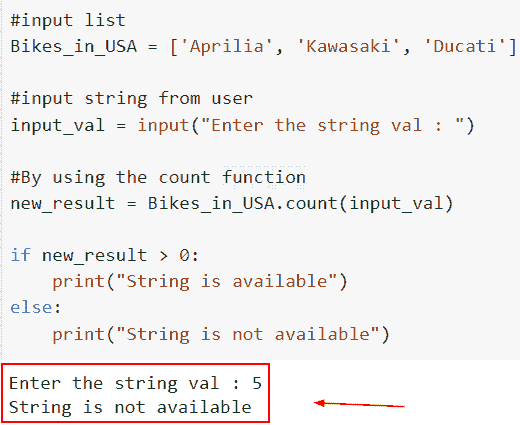 #input list
Bikes_in_USA = ['Aprilia', 'Kawasaki', 'Ducati']
#input string from user
input_val = input("Enter the string val : ")
#By using the count function
new_result = Bikes_in_USA.count(input_val)
if new_result > 0:
    print("String is available")
else:
    print("String is not available")
Enter the string val : 5
String is not available